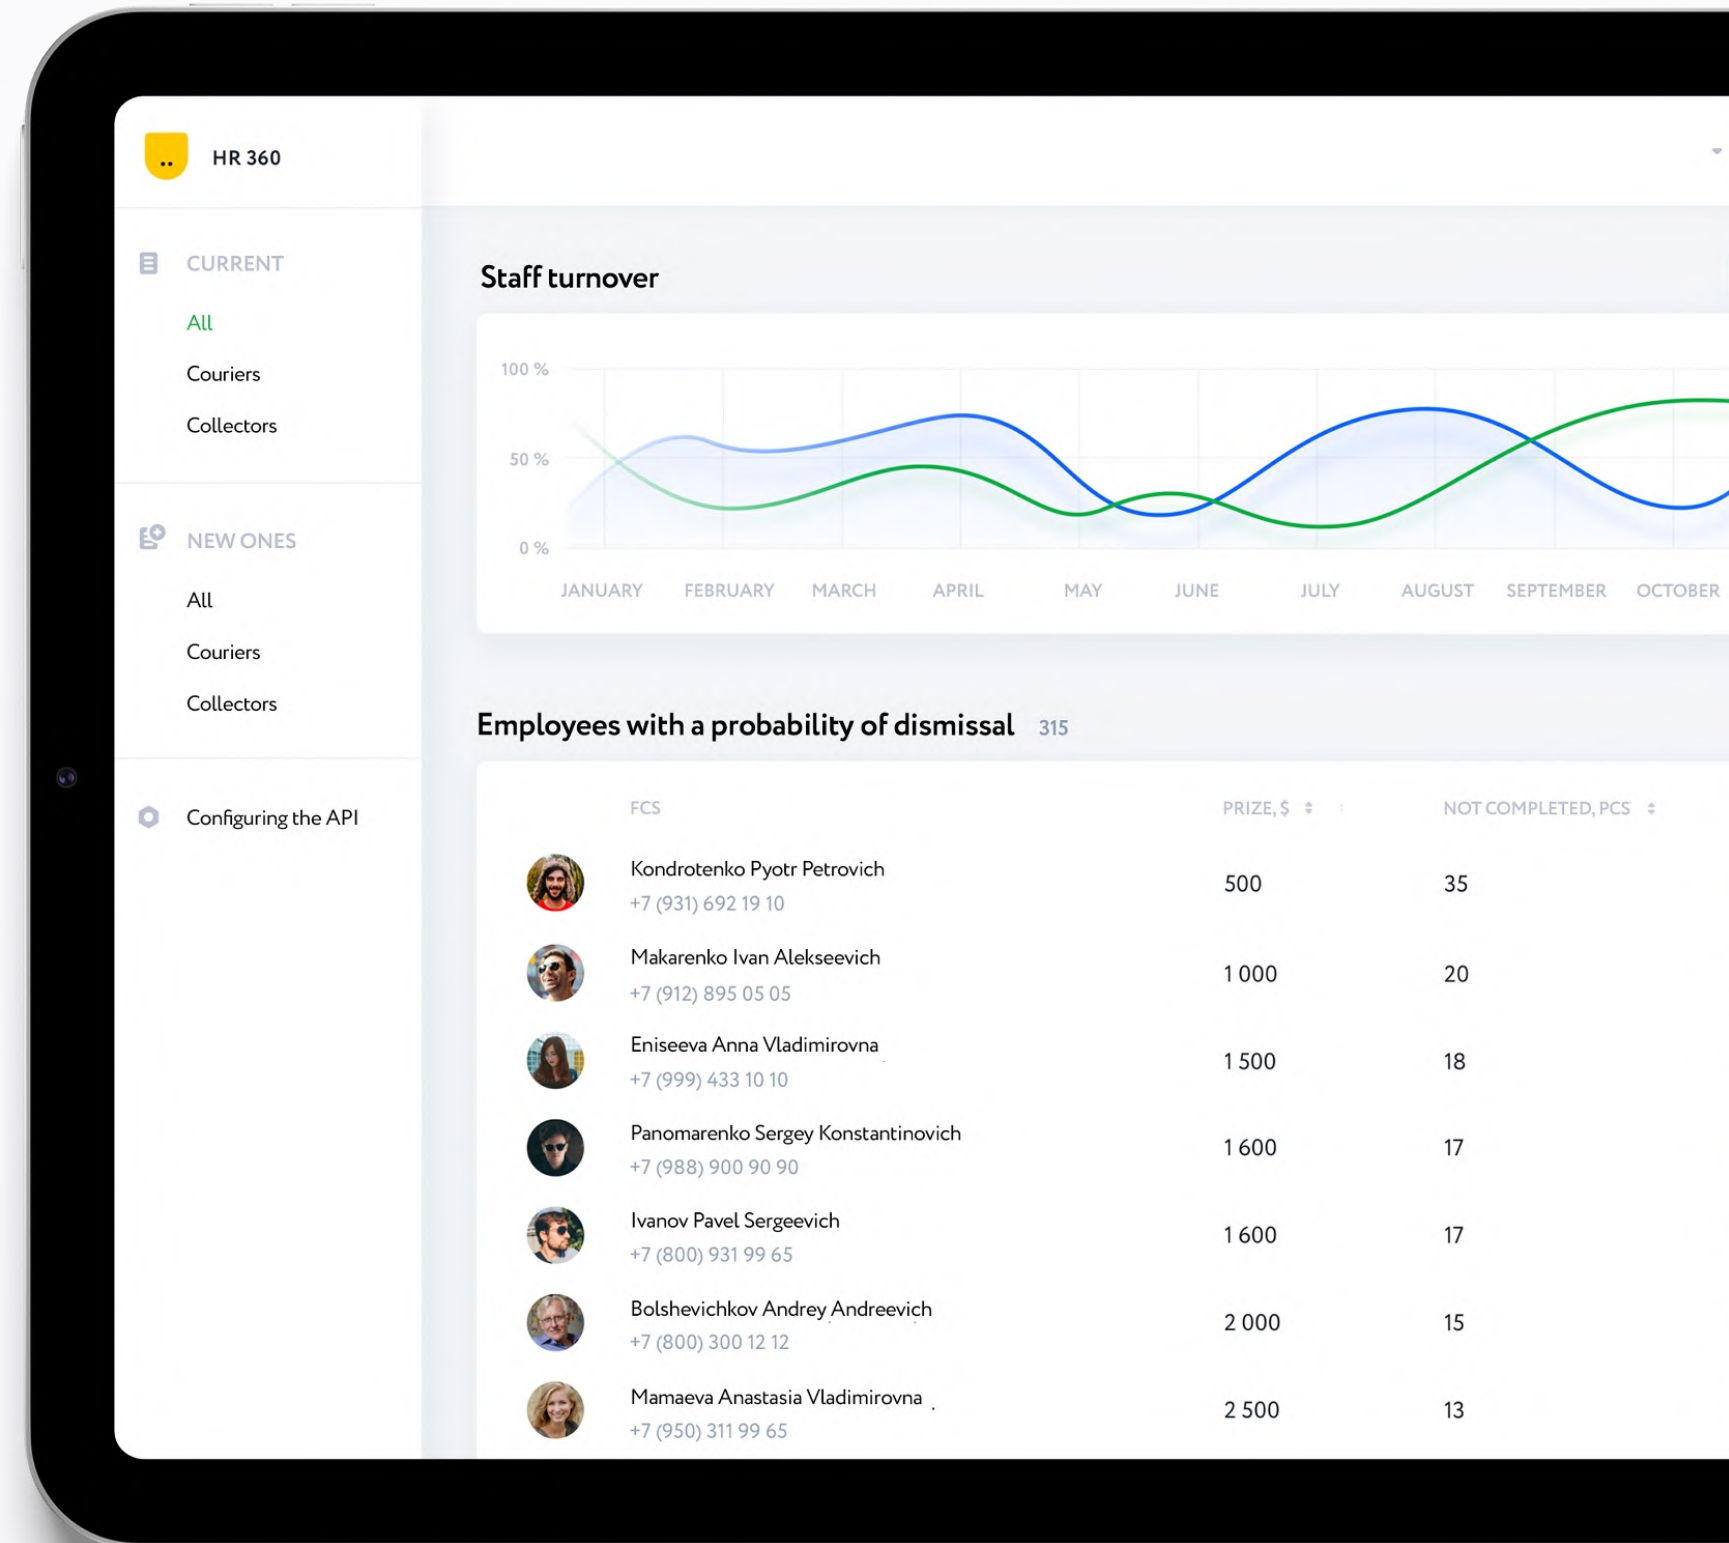 HR 360
CURRENT
All
Couriers
Collectors
NEW ONES
All
Couriers
Collectors
Configuring the API
Staff turnover
100 %
50 %
0 %
JANUARY FEBRUARY MARCH APRIL MAY JUNE JULY AUGUST SEPTEMBER OCTOBER
Employees with a probability of dismissal 315
FCS PRIZE, $ NOT COMPLETED, PCS
Kondrotenko Pyotr Petrovich
+7 (931) 692 19 10
500 35
Makarenko Ivan Alekseevich
+7 (912) 895 05 05
1 000 20
Eniseeva Anna Vladimirovna
+7 (999) 433 10 10
1 500 18
Panomarenko Sergey Konstantinovich
+7 (988) 900 90 90
1 600 17
Ivanov Pavel Sergeevich
+7 (800) 931 99 65
1 600 17
Bolshevichkov Andrey Andreevich
+7 (800) 300 12 12
2 000 15
Mamaeva Anastasia Vladimirovna
+7 (950) 311 99 65
2 500 13